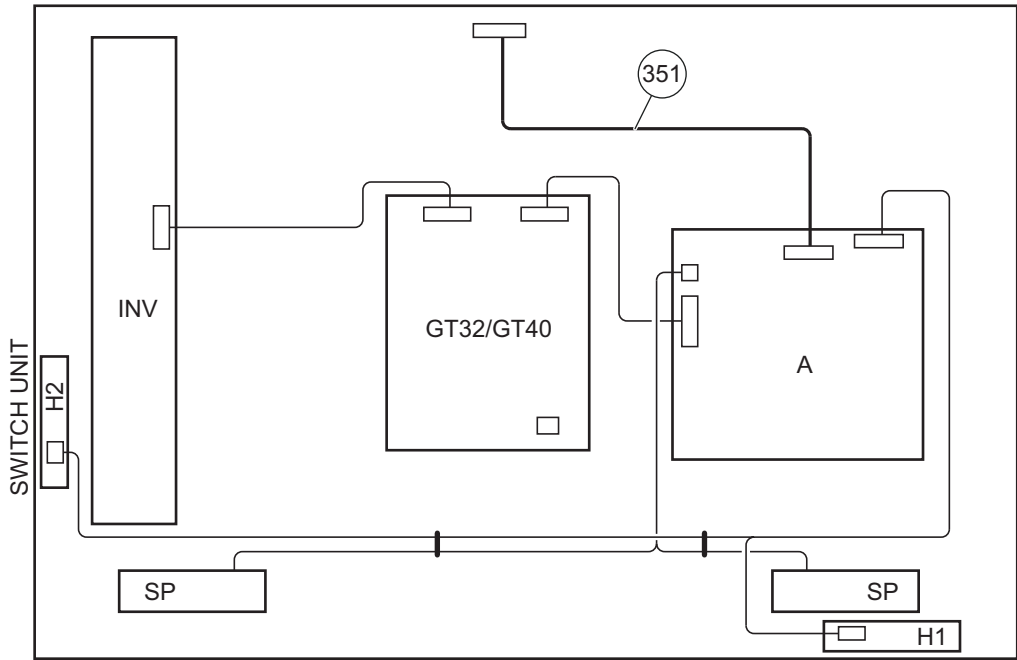 351
INV
GT32/GT40
A
SWITCH UNIT
H2
SP
SP
H1